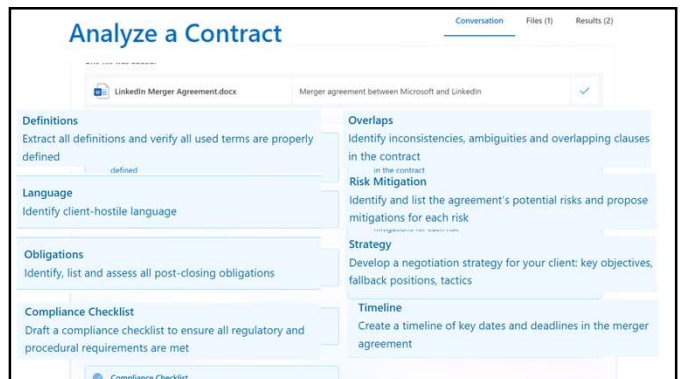 Analyze a Contract
Conversation
Files (1)
Results (2)
LinkedIn Merger Agreement.docx
Merger agreement between Microsoft and LinkedIn
Definitions
Extract all definitions and verify all used terms are properly
defined
defined
Overlaps
Identify inconsistencies, ambiguities and overlapping clauses
in the contract
in the contract
Language
Identify client-hostile language
Risk Mitigation
Identify and list the agreement's potential risks and propose
mitigations for each risk
Obligations
Identify, list and assess all post-closing obligations
Strategy
Develop a negotiation strategy for your client: key objectives,
fallback positions, tactics
Compliance Checklist
Draft a compliance checklist to ensure all regulatory and
procedural requirements are met
Timeline
Create a timeline of key dates and deadlines in the merger
agreement
Compliance Checklist